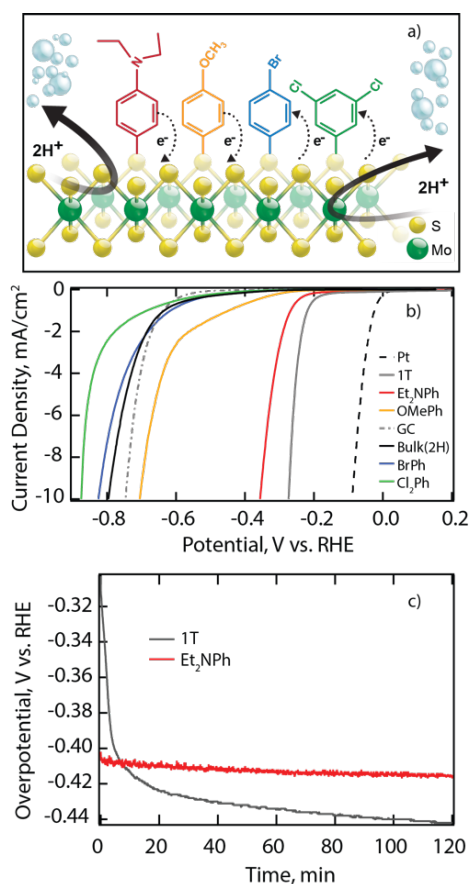 a)
N
OCH₃
Br
Cl
Cl
e⁻
e⁻
e⁻
e⁻
2H⁺
2H⁺
S
Mo
b)
Current Density, mA/cm²
0
-2
-4
-6
-8
-10
Pt
1T
Et₂NPh
OMePh
GC
Bulk(2H)
BrPh
Cl₂Ph
-0.8
-0.6
-0.4
-0.2
0.0
0.2
Potential, V vs. RHE
c)
Overpotential, V vs. RHE
-0.32
-0.34
-0.36
-0.38
-0.40
-0.42
-0.44
1T
Et₂NPh
0
20
40
60
80
100
120
Time, min